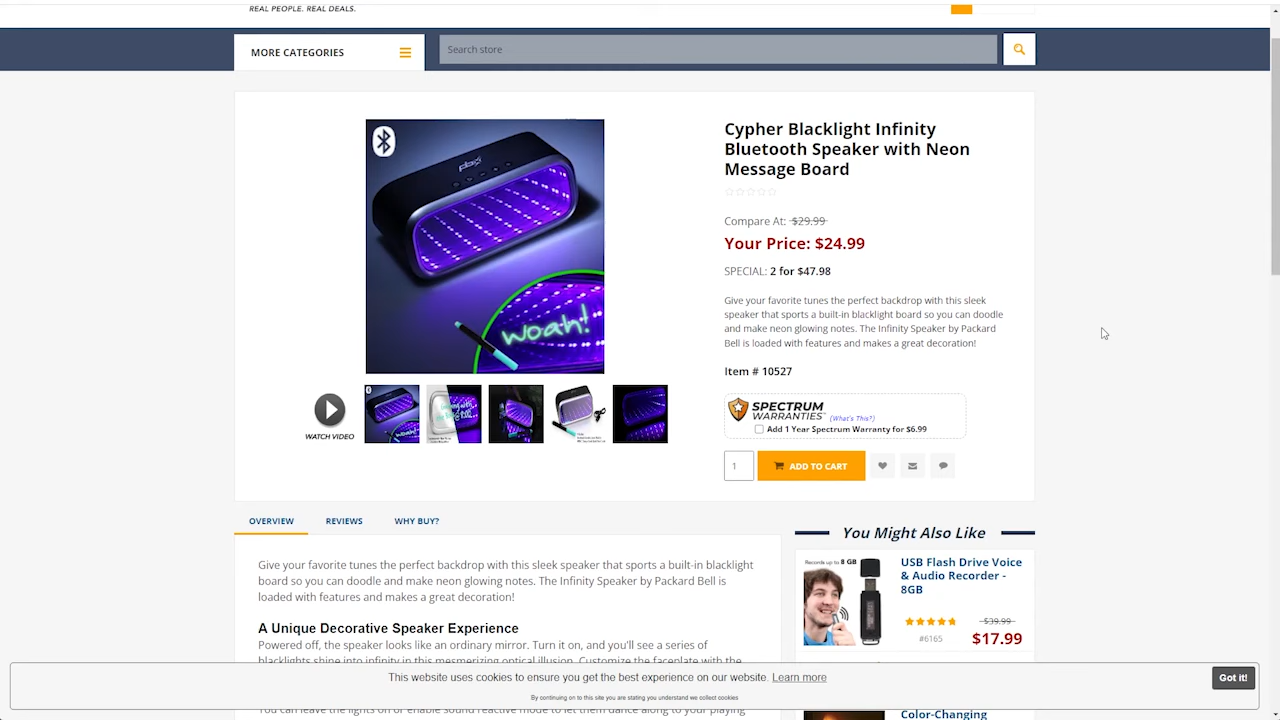 REAL PEOPLE. REAL DEALS.
MORE CATEGORIES
Search store
Cypher Blacklight Infinity
Bluetooth Speaker with Neon
Message Board
Compare At: $29.99
Your Price: $24.99
SPECIAL: 2 for $47.98
Give your favorite tunes the perfect backdrop with this sleek
speaker that sports a built-in blacklight board so you can doodle
and make neon glowing notes. The Infinity Speaker by Packard
Bell is loaded with features and makes a great decoration!
Item # 10527
SPECTRUM
WARRANTIES (What's This?)
Add 1 Year Spectrum Warranty for $6.99
1
ADD TO CART
woah!
WATCH VIDEO
OVERVIEW
REVIEWS
WHY BUY?
Give your favorite tunes the perfect backdrop with this sleek speaker that sports a built-in blacklight
board so you can doodle and make neon glowing notes. The Infinity Speaker by Packard Bell is
loaded with features and makes a great decoration!
A Unique Decorative Speaker Experience
Powered off, the speaker looks like an ordinary mirror. Turn it on, and you'll see a series of
blacklights shine into infinity in this mesmerizing optical illusion. Customize the faceplate with the
You can leave the lights on or enable sound reactive mode to let them dance along to your playing
You Might Also Like
Records up to 8 GB
USB Flash Drive Voice
& Audio Recorder -
8GB
$39.99
#6165
$17.99
Color-Changing
This website uses cookies to ensure you get the best experience on our website. Learn more
By continuing on to this site you are stating you understand we collect cookies
Got it!